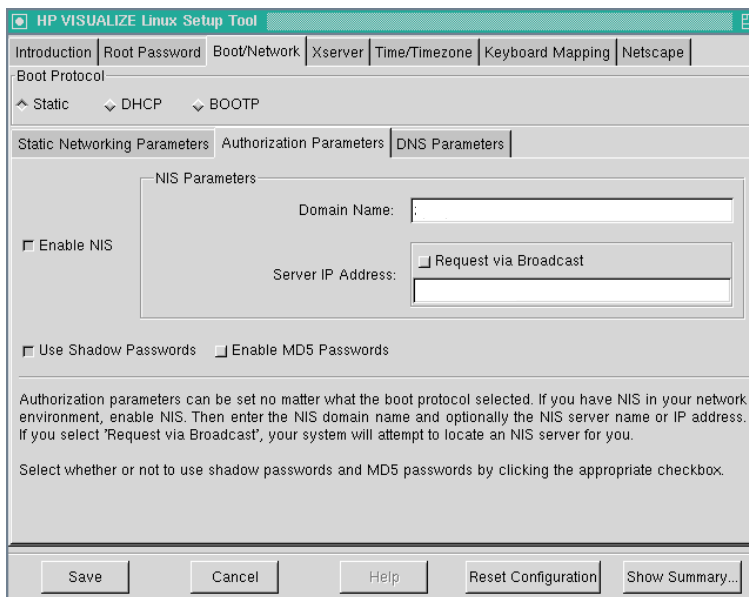 HP VISUALIZE Linux Setup Tool
Introduction Root Password Boot/Network Xserver Time/Timezone Keyboard Mapping Netscape
Boot Protocol
Static DHCP BOOTP
Static Networking Parameters Authorization Parameters DNS Parameters
NIS Parameters
Domain Name:
Enable NIS
Request via Broadcast
Server IP Address:
Use Shadow Passwords Enable MD5 Passwords
Authorization parameters can be set no matter what the boot protocol selected. If you have NIS in your network
environment, enable NIS. Then enter the NIS domain name and optionally the NIS server name or IP address.
If you select 'Request via Broadcast', your system will attempt to locate an NIS server for you.
Select whether or not to use shadow passwords and MD5 passwords by clicking the appropriate checkbox.
Save Cancel Help Reset Configuration Show Summary...